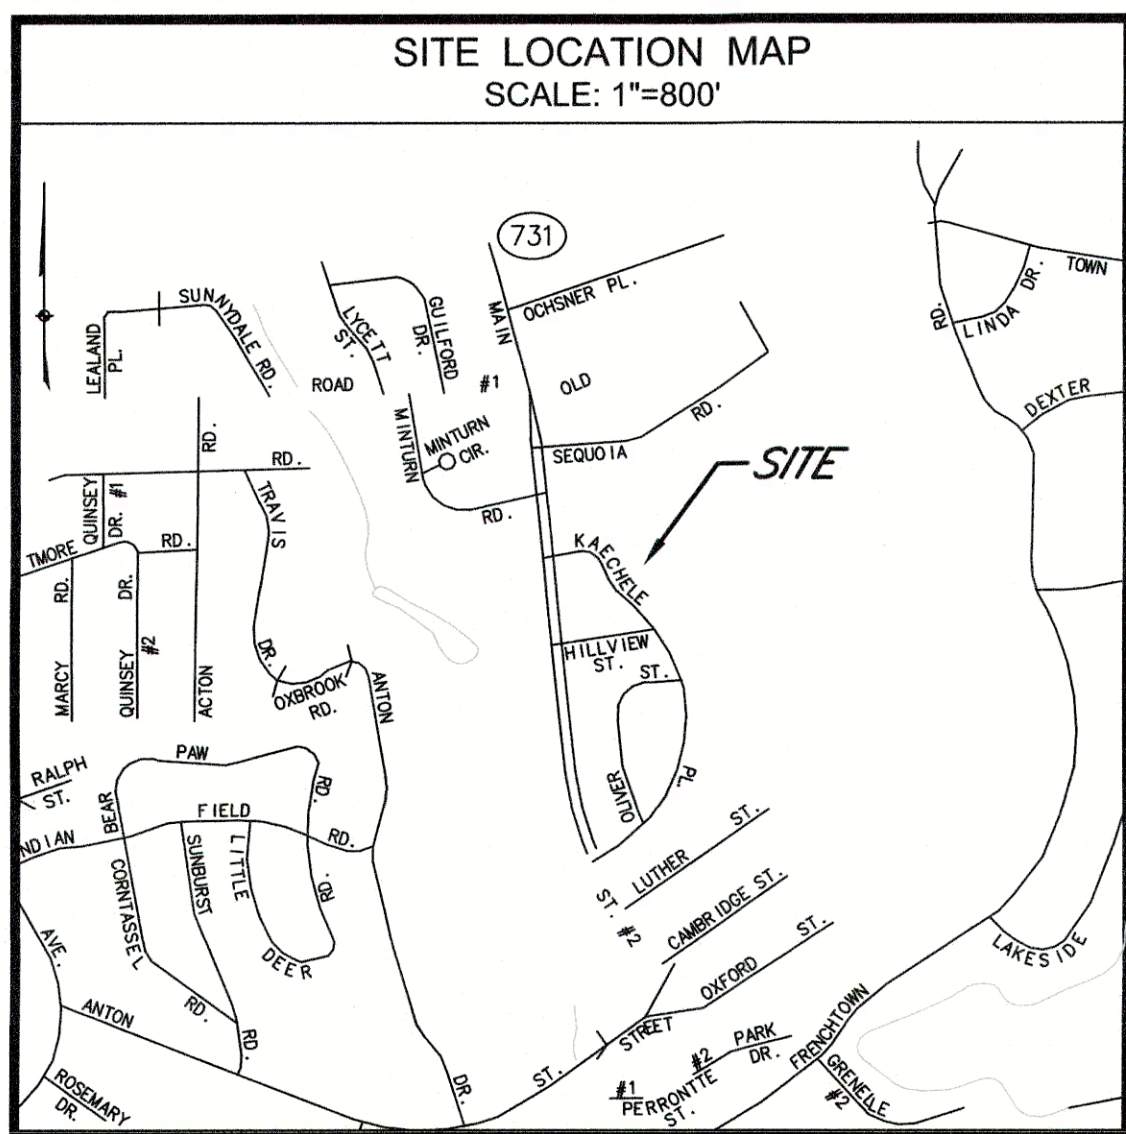 SITE LOCATION MAP
SCALE: 1"=800'
731
SUNNYDALE RD.
LEALAND
PL.
LYCETT
ST.
GUILFORD
DR.
MAIN
OCHSNER PL.
RD.
LINDA DR.
TOWN
ROAD
#1
OLD
RD.
DEXTER
RD.
MINTURN
MINTURN
CIR.
SEQUOIA
SITE
RD.
QUINSEY
DR. #1
TRAVIS
RD.
KAECHELE
TMORE
RD.
RD.
DR.
#2
HILLVIEW
ST.
ST.
DR.
MARCY
QUINSEY
ACTON
OXBROOK
RD.
ANTON
PAW
RALPH
ST.
RD.
OLIVER
PL.
BEAR
FIELD
RD.
NDIAN
SUNBURST
LITTLE
ST.
LUTHER
CORNTASSEL
RD.
ST. #2
CAMBRIDGE ST.
AVE.
DEER
ST.
OXFORD
LAKESIDE
ANTON
RD.
RD.
STREET
PARK
DR.
FRENCHTOWN
#2
ROSEMARY
DR.
DR.
ST.
#1
PERRONTTE
ST.
GRENELLE
#2